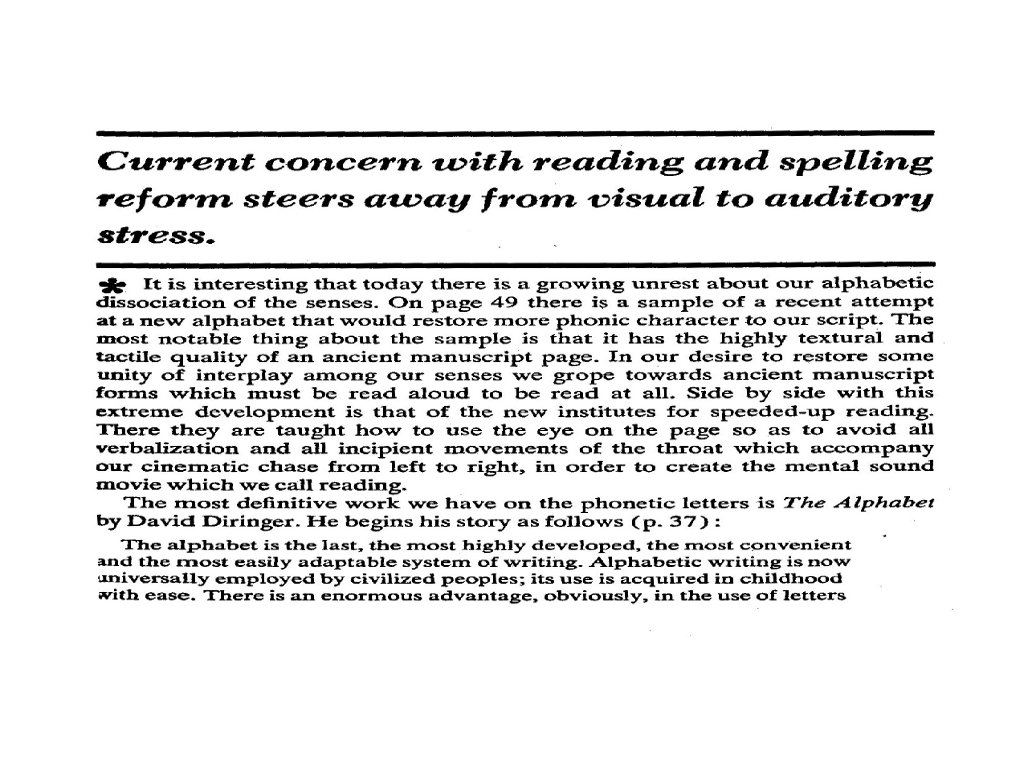 Current concern with reading and spelling
reform steers away from visual to auditory
stress.
* It is interesting that today there is a growing unrest about our alphabetic
dissociation of the senses. On page 49 there is a sample of a recent attempt
at a new alphabet that would restore more phonic character to our script. The
most notable thing about the sample is that it has the highly textural and
tactile quality of an ancient manuscript page. In our desire to restore some
unity of interplay among our senses we grope towards ancient manuscript
forms which must be read aloud to be read at all. Side by side with this
extreme development is that of the new institutes for speeded-up reading.
There they are taught how to use the eye on the page so as to avoid all
verbalization and all incipient movements of the throat which accompany
our cinematic chase from left to right, in order to create the mental sound
movie which we call reading.
The most definitive work we have on the phonetic letters is The Alphabet
by David Diringer. He begins his story as follows (p. 37) :
The alphabet is the last, the most highly developed, the most convenient
and the most easily adaptable system of writing. Alphabetic writing is now
universally employed by civilized peoples; its use is acquired in childhood
with ease. There is an enormous advantage, obviously, in the use of letters